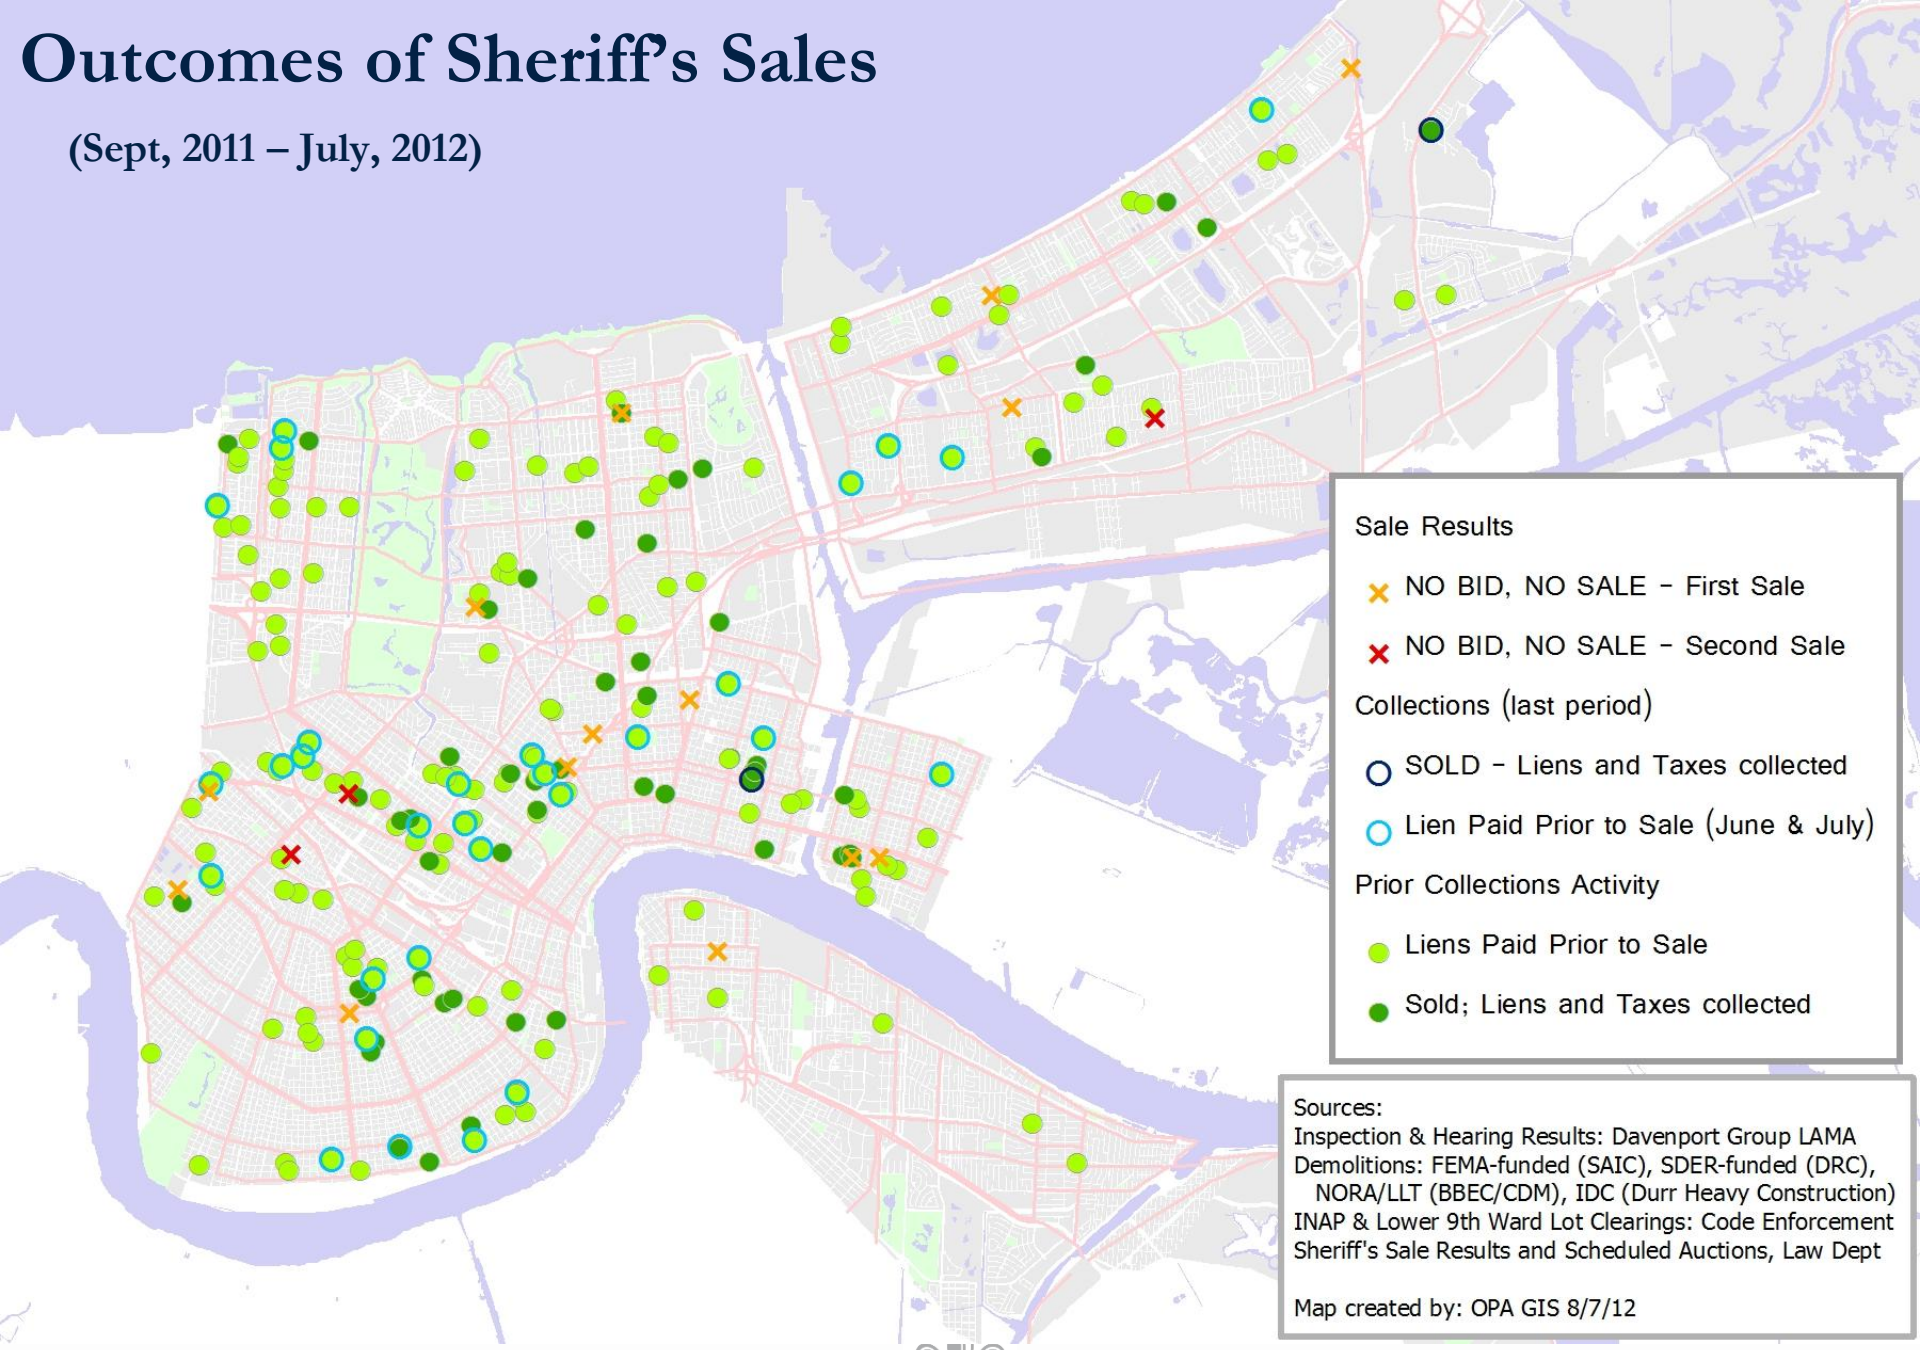 Outcomes of Sheriff’s Sales
(Sept, 2011 – July, 2012)
Sale Results
NO BID, NO SALE - First Sale
NO BID, NO SALE - Second Sale
Collections (last period)
SOLD - Liens and Taxes collected
Lien Paid Prior to Sale (June & July)
Prior Collections Activity
Liens Paid Prior to Sale
Sold; Liens and Taxes collected
Sources:
Inspection & Hearing Results: Davenport Group LAMA
Demolitions: FEMA-funded (SAIC), SDER-funded (DRC),
NORA/LLT (BBEC/CDM), IDC (Durr Heavy Construction)
INAP & Lower 9th Ward Lot Clearings: Code Enforcement
Sheriff's Sale Results and Scheduled Auctions, Law Dept
Map created by: OPA GIS 8/7/12